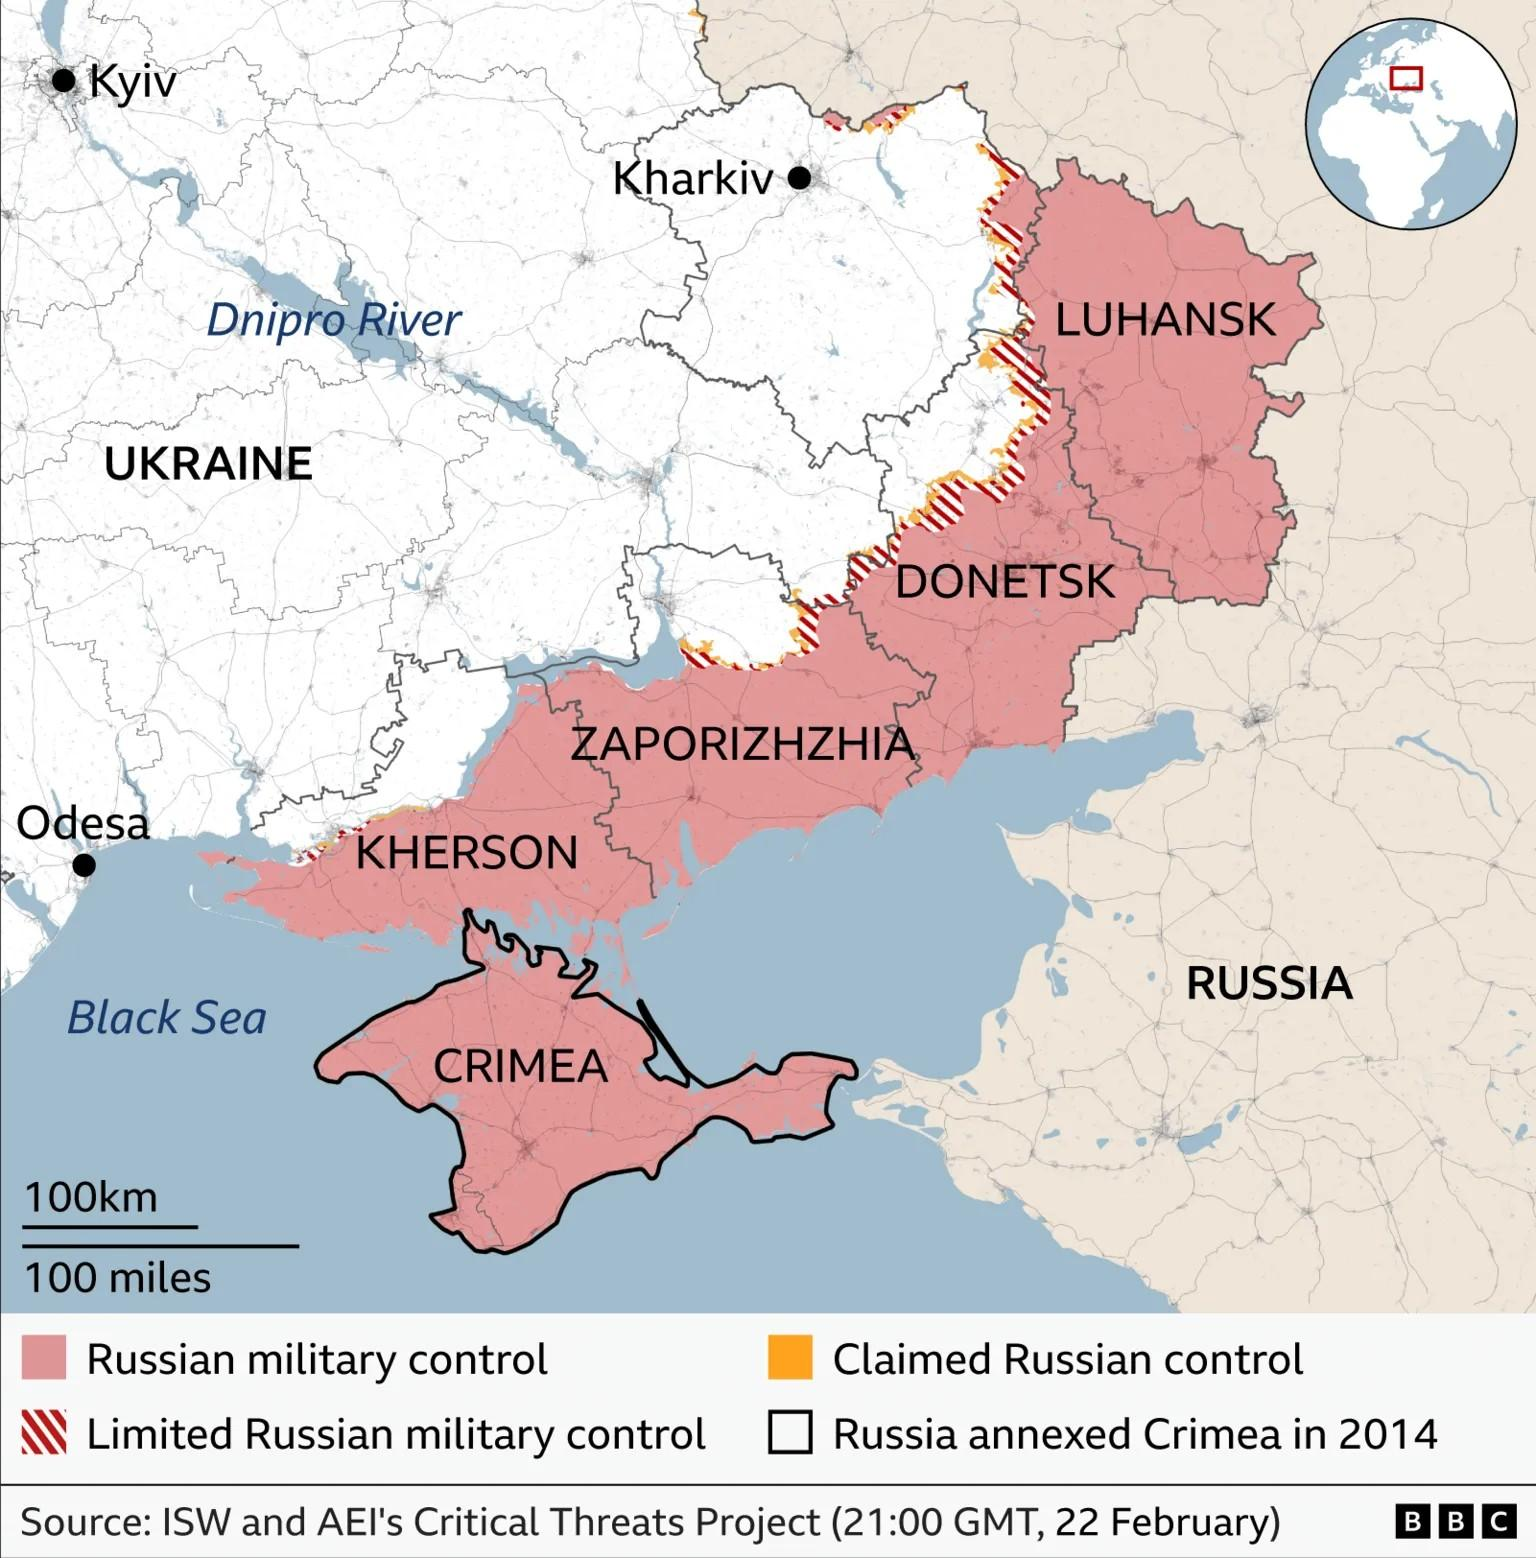 Kyiv
Kharkiv
Dnipro River
LUHANSK
UKRAINE
DONETSK
ZAPORIZHZHIA
Odesa
KHERSON
RUSSIA
Black Sea
CRIMEA
100km
100 miles
Russian military control
Claimed Russian control
Limited Russian military control
Russia annexed Crimea in 2014
Source: ISW and AEI's Critical Threats Project (21:00 GMT, 22 February)
BBC